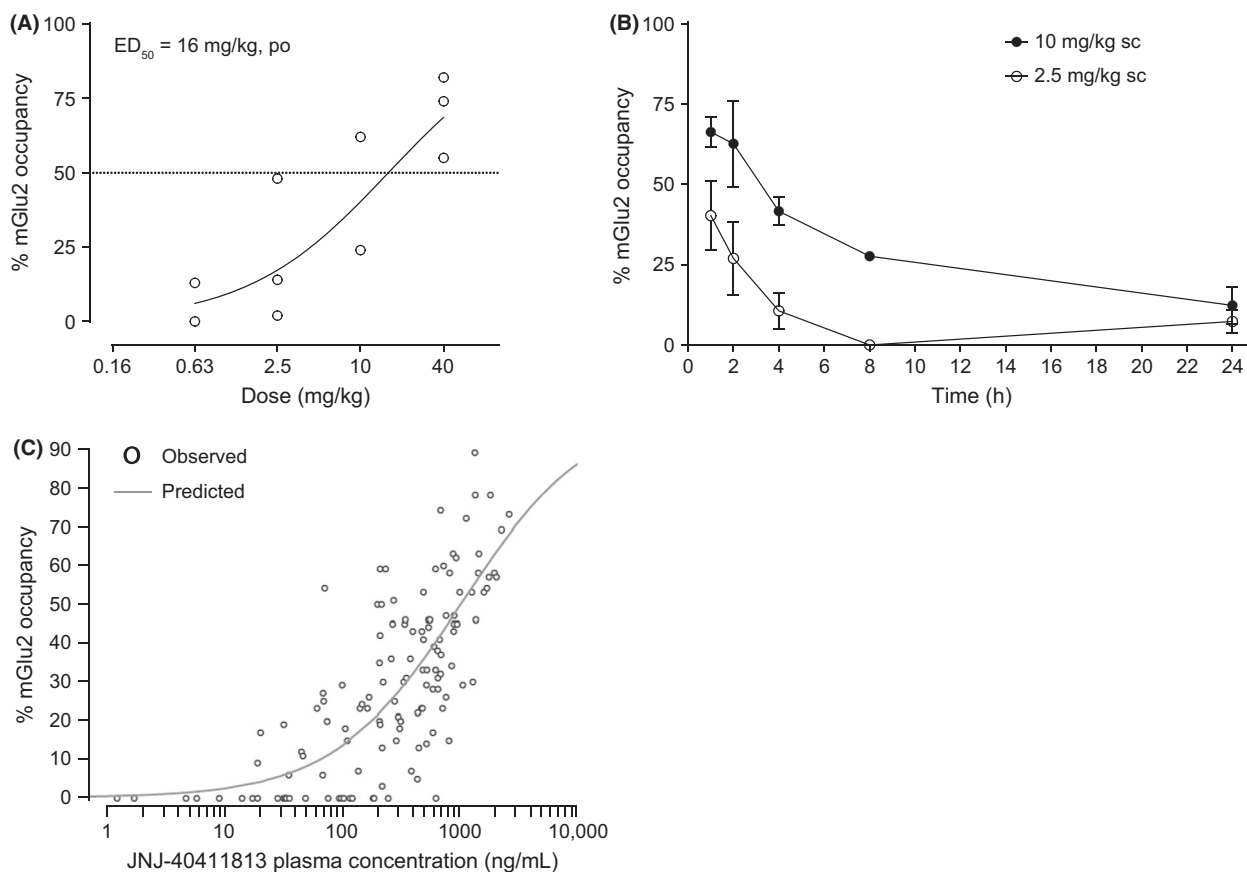 (A)
ED50 = 16 mg/kg, po
% mGlu2 occupancy
100
75
50
25
0
0.16 0.63 2.5 10 40
Dose (mg/kg)
(B)
10 mg/kg sc
2.5 mg/kg sc
% mGlu2 occupancy
100
75
50
25
0
0 2 4 6 8 10 12 14 16 18 20 22 24
Time (h)
(C)
Observed
Predicted
% mGlu2 occupancy
90
80
70
60
50
40
30
20
10
0
1 10 100 1000 10,000
JNJ-40411813 plasma concentration (ng/mL)